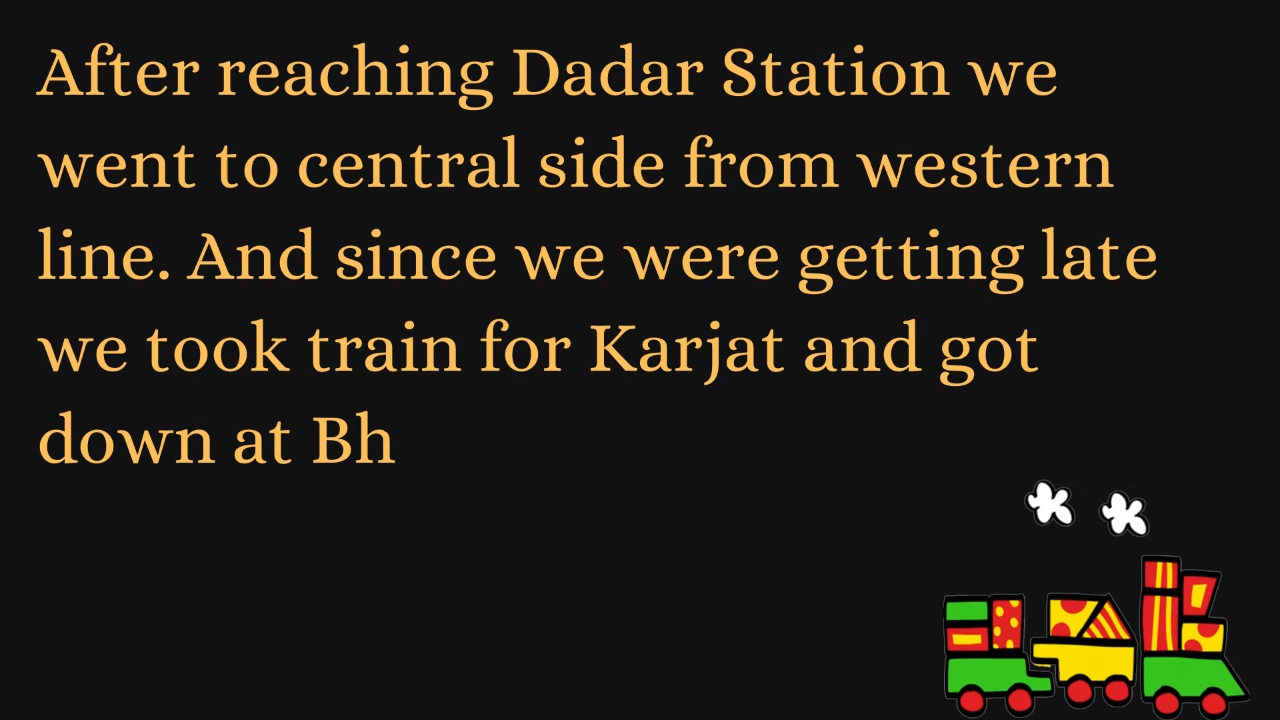 After reaching Dadar Station we
went to central side from western
line. And since we were getting late
we took train for Karjat and got
down at Bh